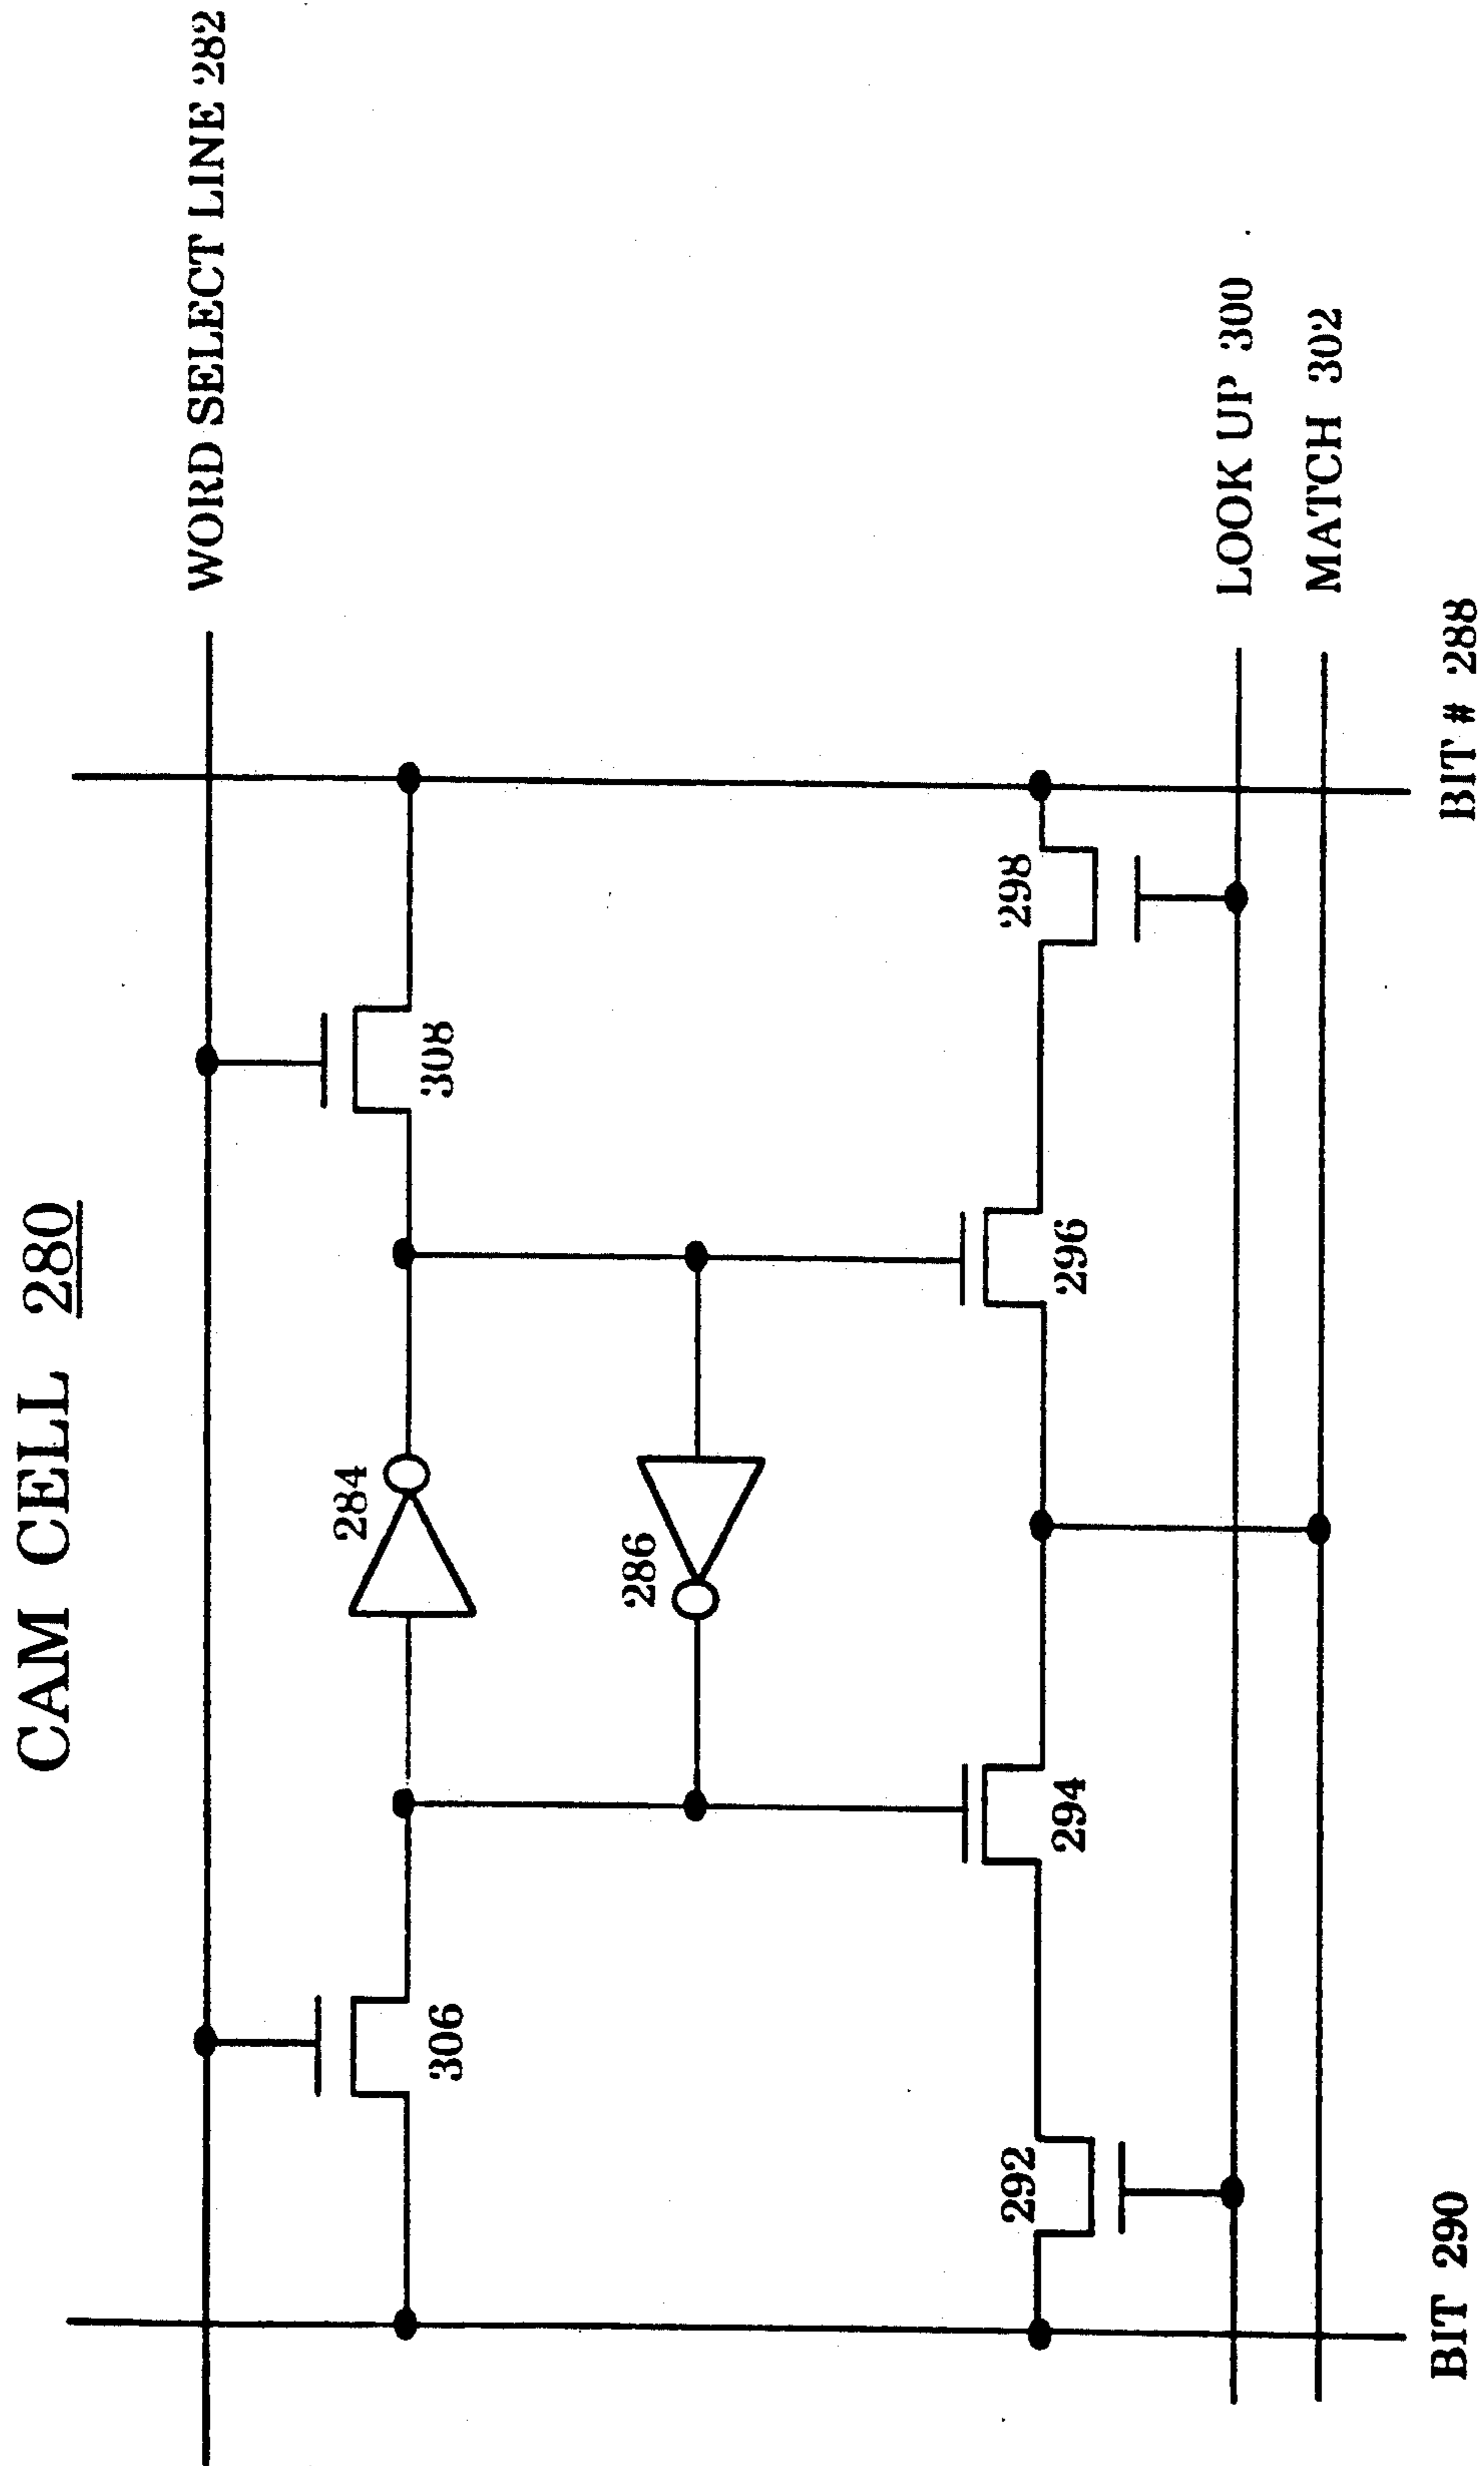 CAM CELL 280
WORD SELECT LINE 282
284
308
306
286
298
296
294
292
LOOK UP 300
MATCH 302
BIT 290
BIT # 288